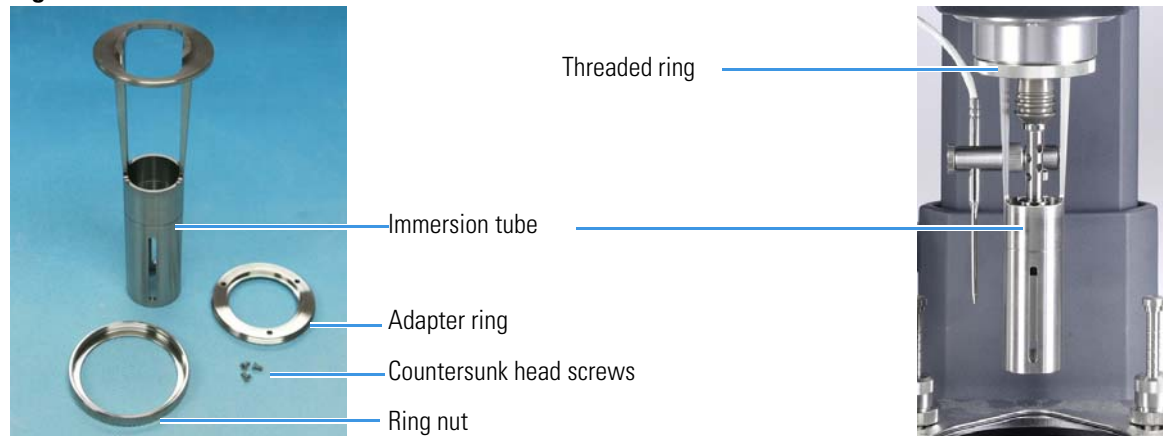 Threaded ring
Immersion tube
Adapter ring
Countersunk head screws
Ring nut